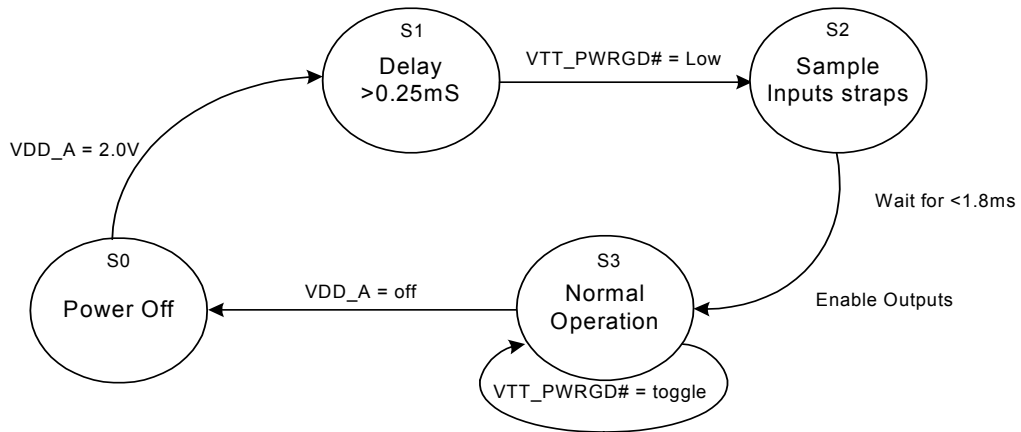 S1
Delay
>0.25mS
VTT_PWRGD# = Low
S2
Sample
Inputs straps
VDD_A = 2.0V
Wait for <1.8ms
S0
Power Off
VDD_A = off
S3
Normal
Operation
Enable Outputs
VTT_PWRGD# = toggle